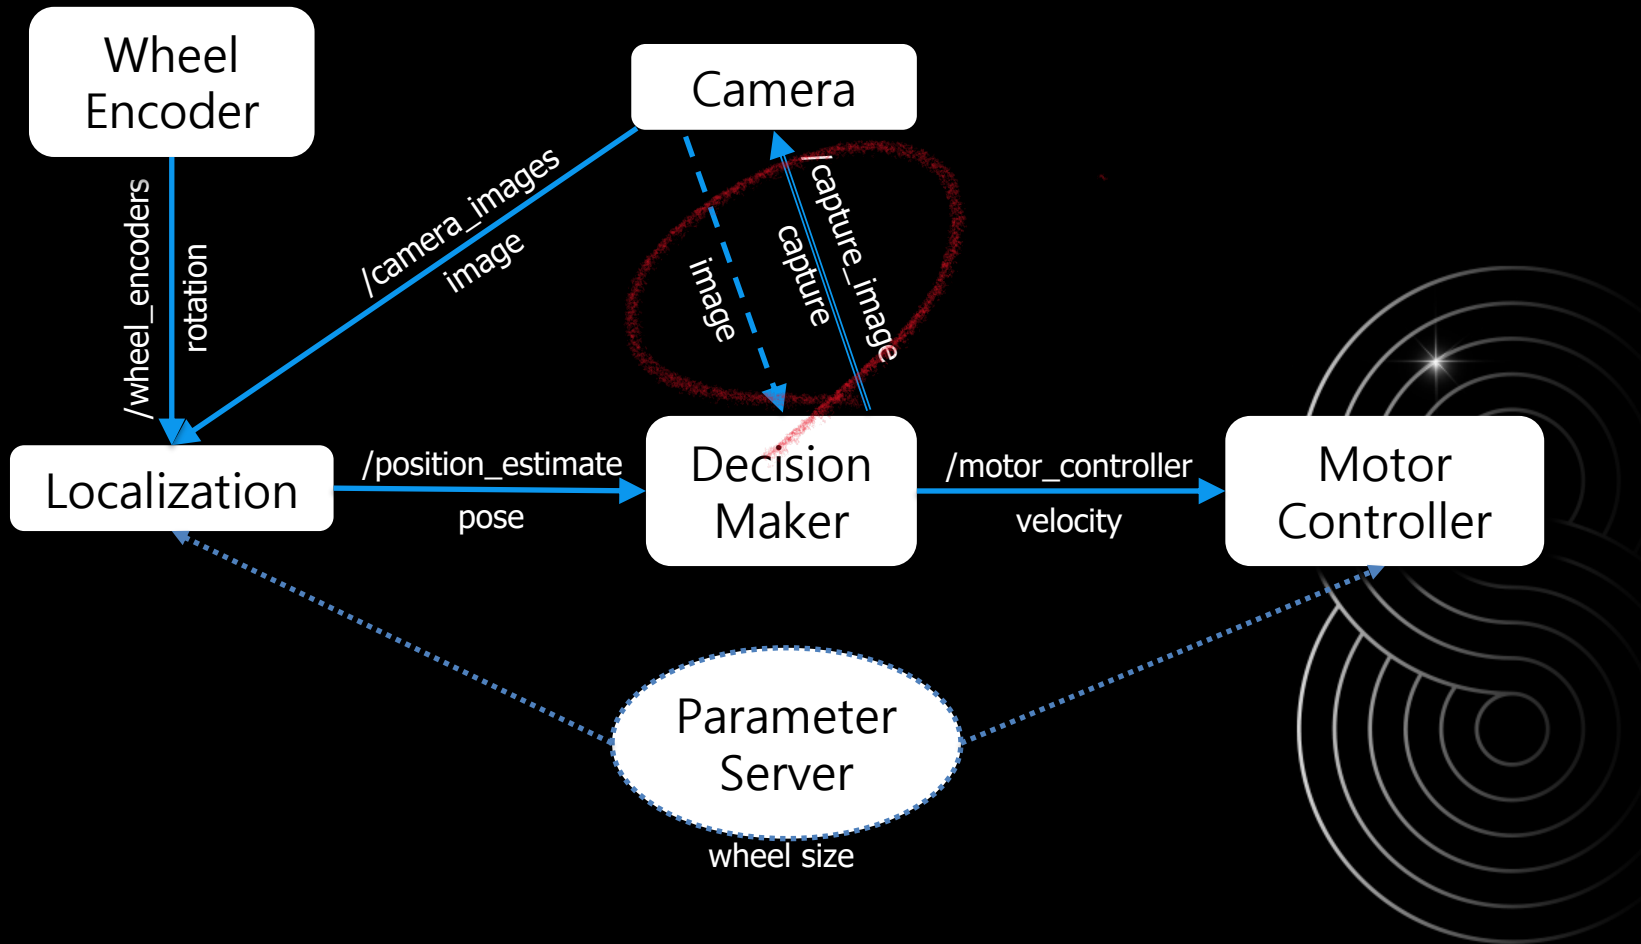 Wheel
Encoder
Camera
/wheel_encoders
rotation
/camera_images
image
image
capture
/capture_image
Localization
/position_estimate
pose
Decision
Maker
/motor_controller
velocity
Motor
Controller
Parameter
Server
wheel size